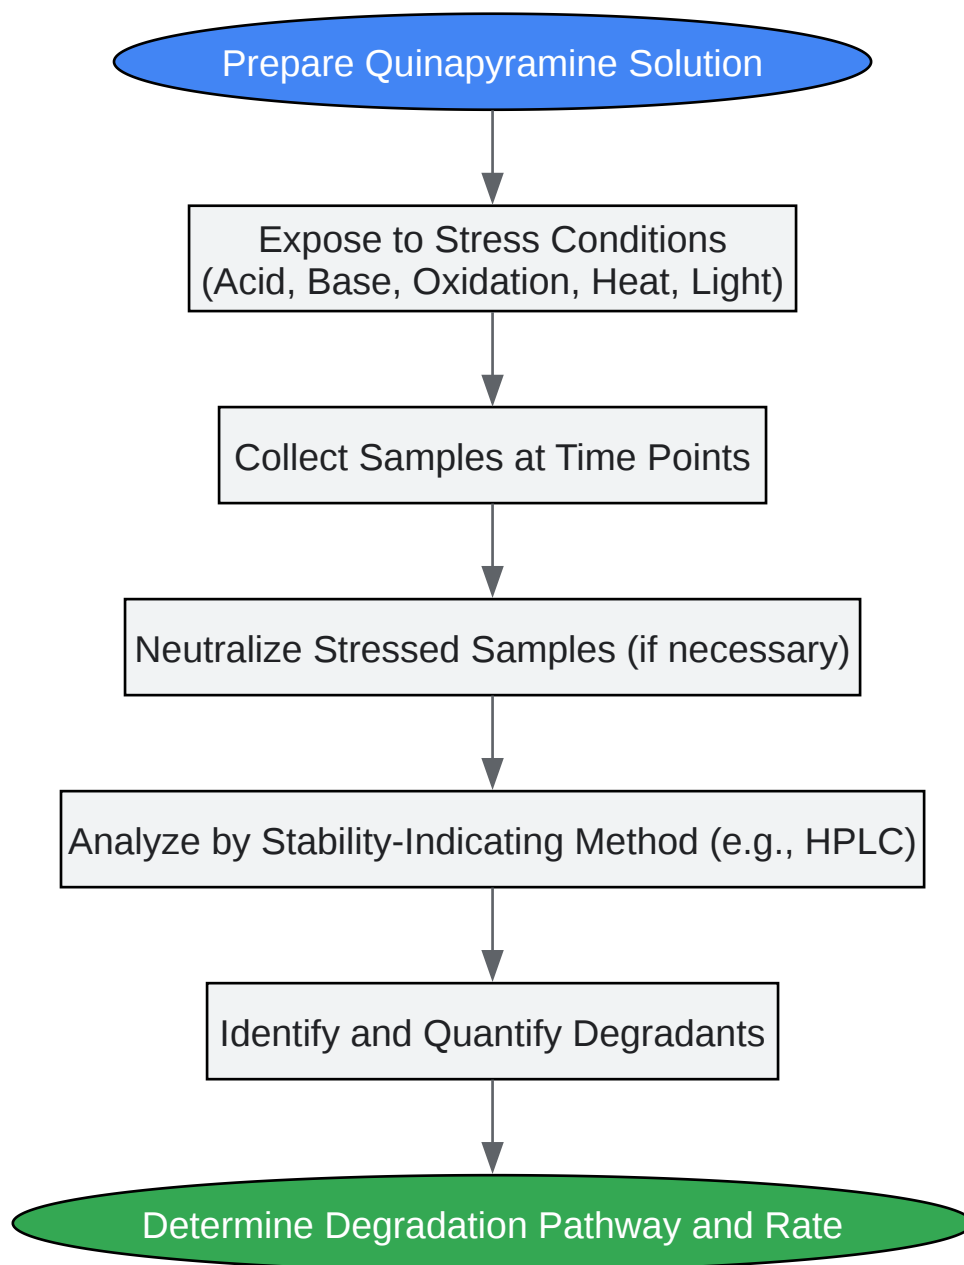 Prepare Quinapyramine Solution
Expose to Stress Conditions
(Acid, Base, Oxidation, Heat, Light)
Collect Samples at Time Points
Neutralize Stressed Samples (if necessary)
Analyze by Stability-Indicating Method (e.g., HPLC)
Identify and Quantify Degradants
Determine Degradation Pathway and Rate